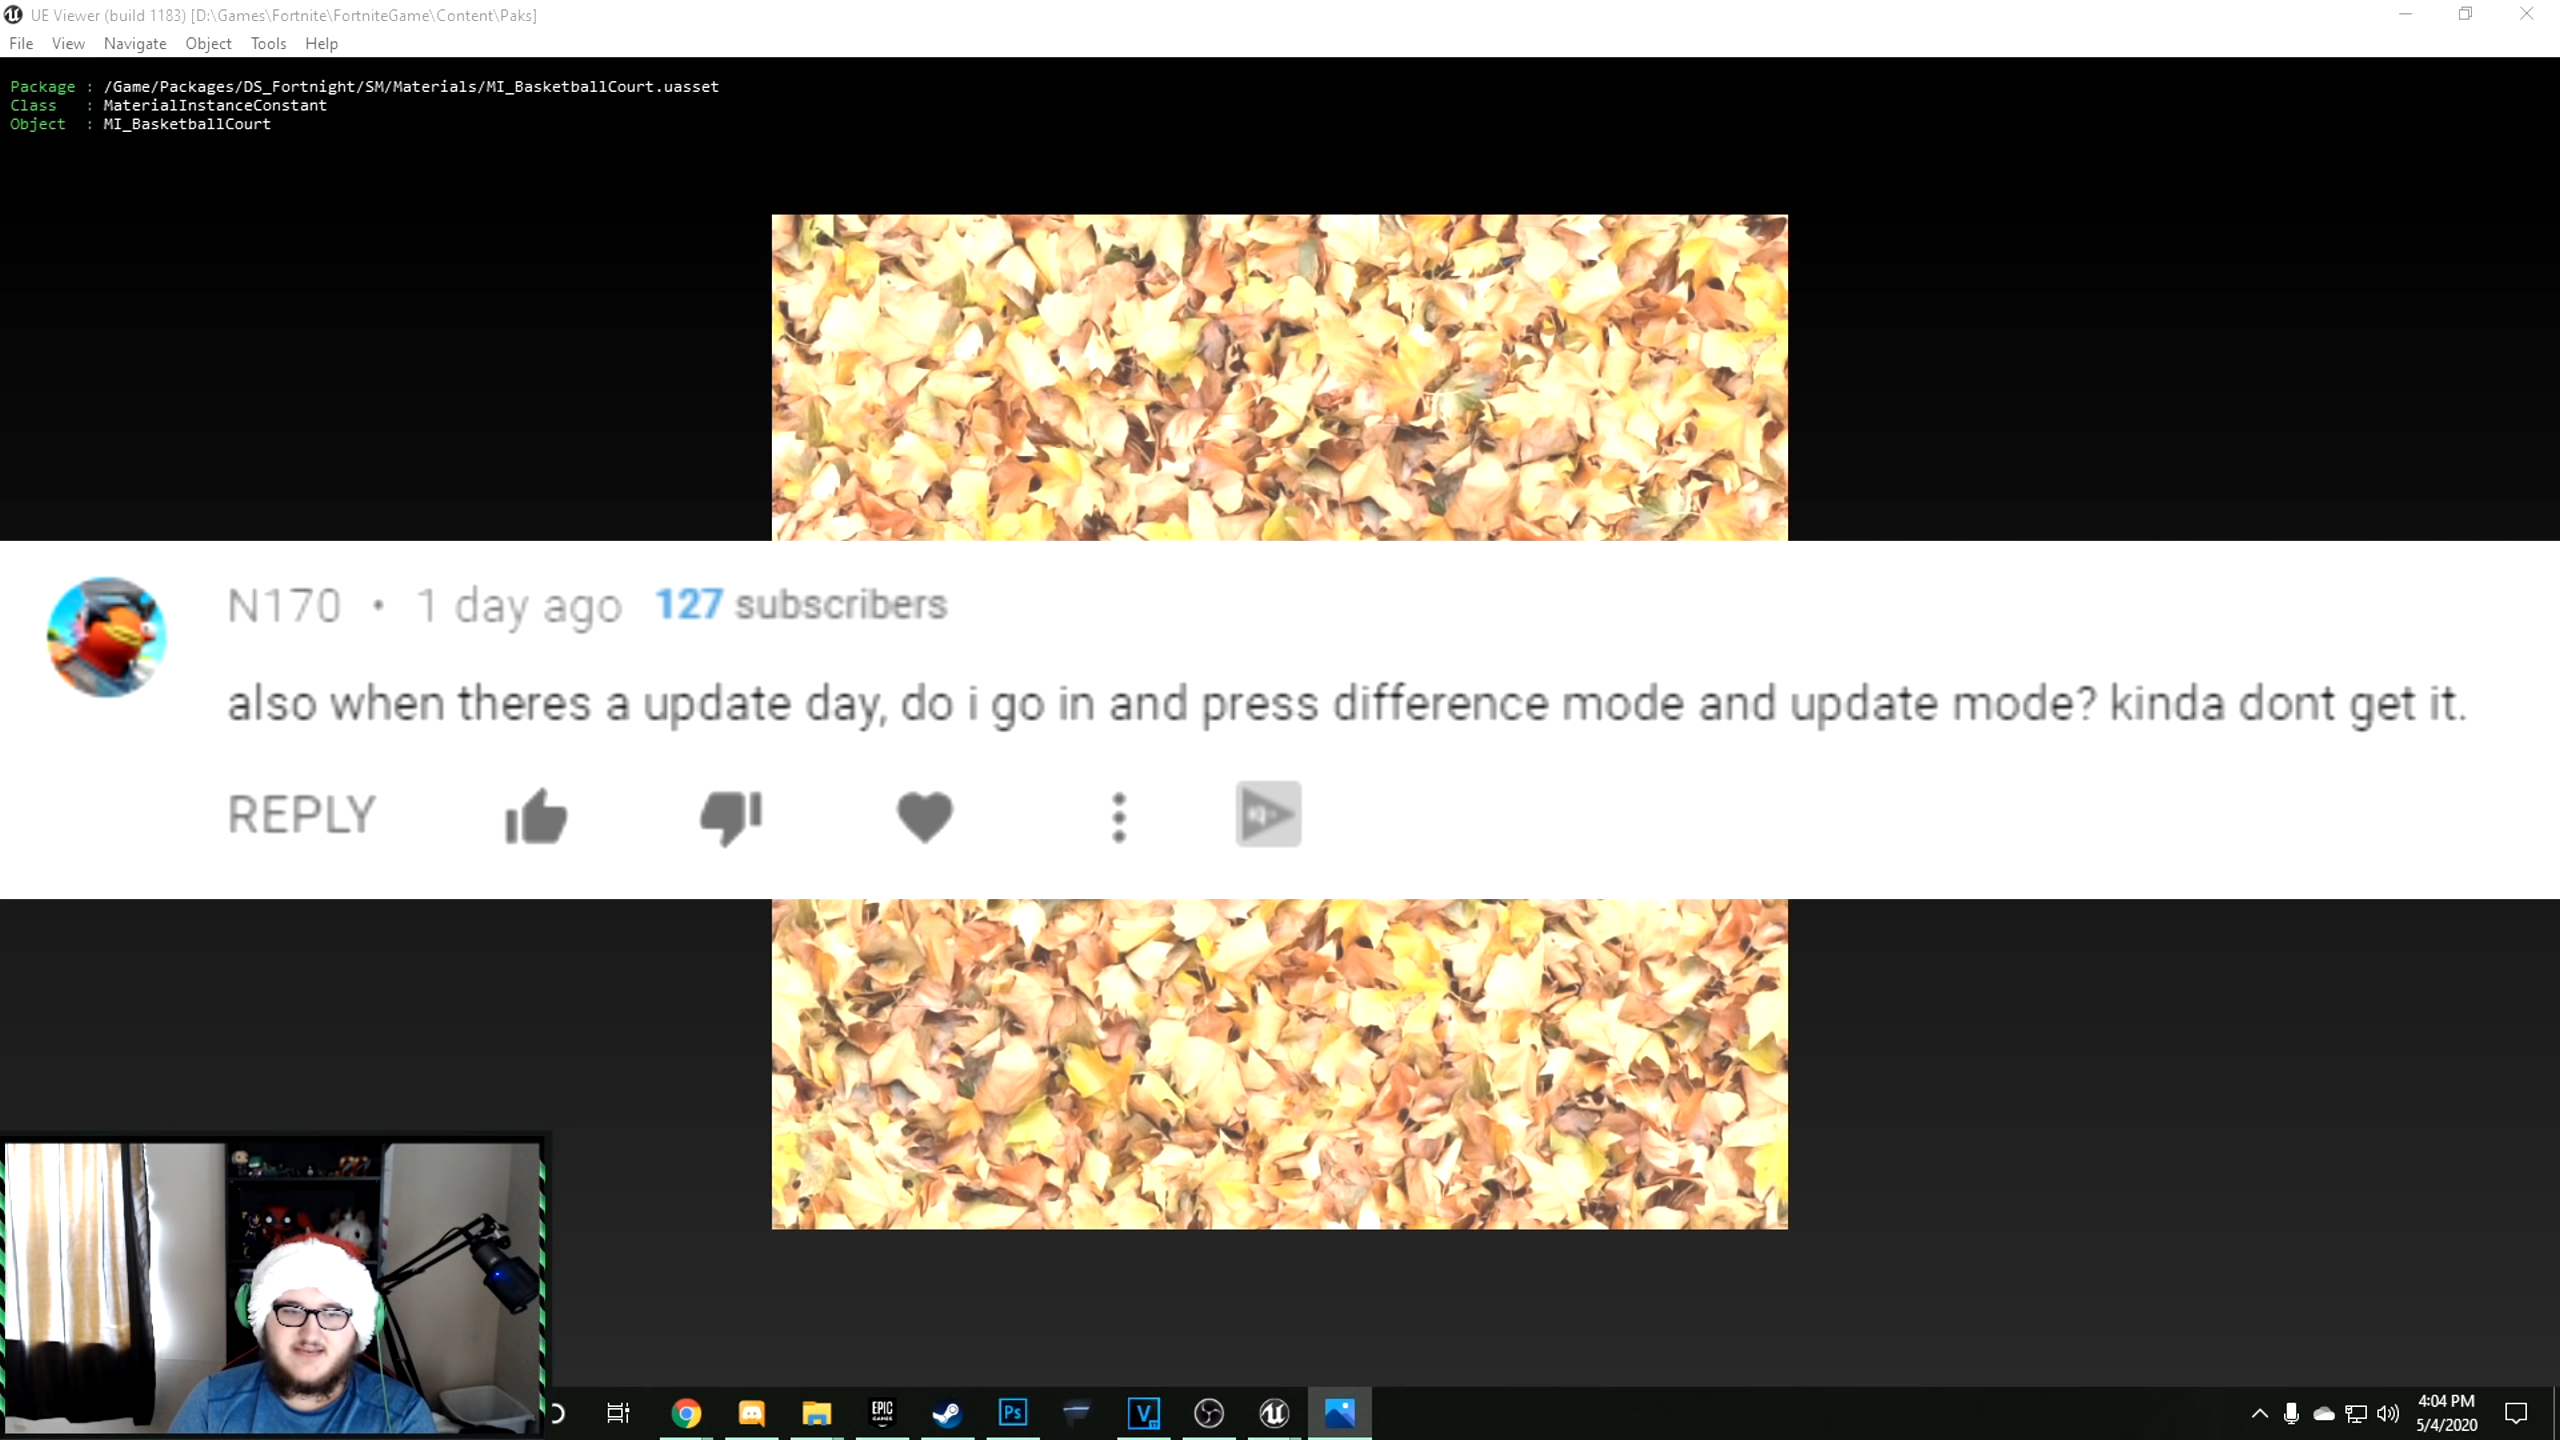 UE Viewer (build 1183) [D:\Games\Fortnite\FortniteGame\Content\Paks]
File View Navigate Object Tools Help
Package : /Game/Packages/DS_Fortnight/SM/Materials/MI_BasketballCourt.uasset
Class : MaterialInstanceConstant
Object : MI_BasketballCourt
N170 • 1 day ago 127 subscribers
also when theres a update day, do i go in and press difference mode and update mode? kinda dont get it.
REPLY
EPIC GAMES
Ps
V
4:04 PM
5/4/2020